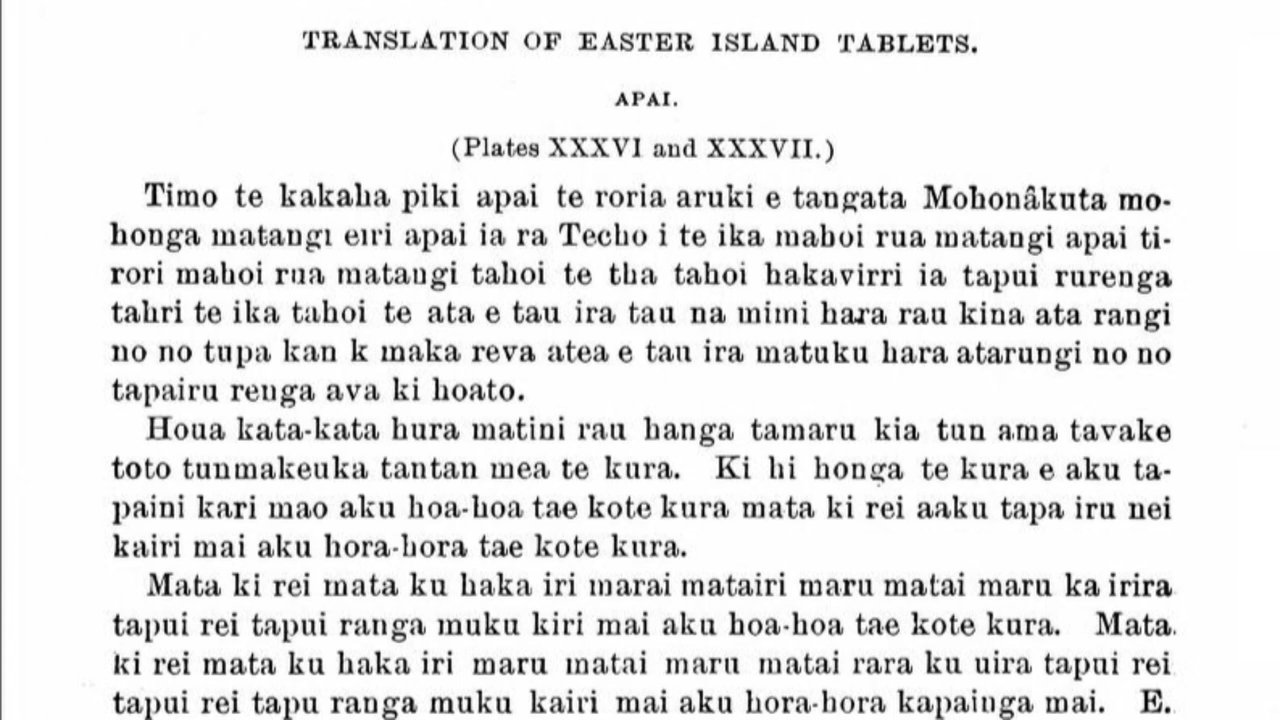 TRANSLATION OF EASTER ISLAND TABLETS.
APAI.
(Plates XXXVI and XXXVII.)
Timo te kakaha piki apai te roria aruki e tangata Mohonâkuta mo-
honga matangi eiri apai ia ra Techo i te ika mahoi rua matangi apai ti-
rori mahoi rua matangi tahoi te tha tahoi hakavirri ia tapui rurenga
tahri te ika tahoi te ata e tau ira tau na mimi hara rau kina ata rangi
no no tupa kan k maka reva atea e tau ira matuku hara atarungi no no
tapairu renga ava ki hoato.
Houa kata-kata hura matini rau hanga tamaru kia tun ama tavake
toto tunmakeuka tantan mea te kura. Ki hi honga te kura e aku ta-
paini kari mao aku hoa-hoa tae kote kura mata ki rei aaku tapa iru nei
kairi mai aku hora-hora tae kote kura.
Mata ki rei mata ku haka iri marai matairi maru matai maru ka irira
tapui rei tapui ranga muku kiri mai aku hoa-hoa tae kote kura. Mata
ki rei mata ku haka iri maru matai maru matai rara ku uira tapui rei
tapui rei tapu ranga muku kairi mai aku hora-hora kapainga mai. E.